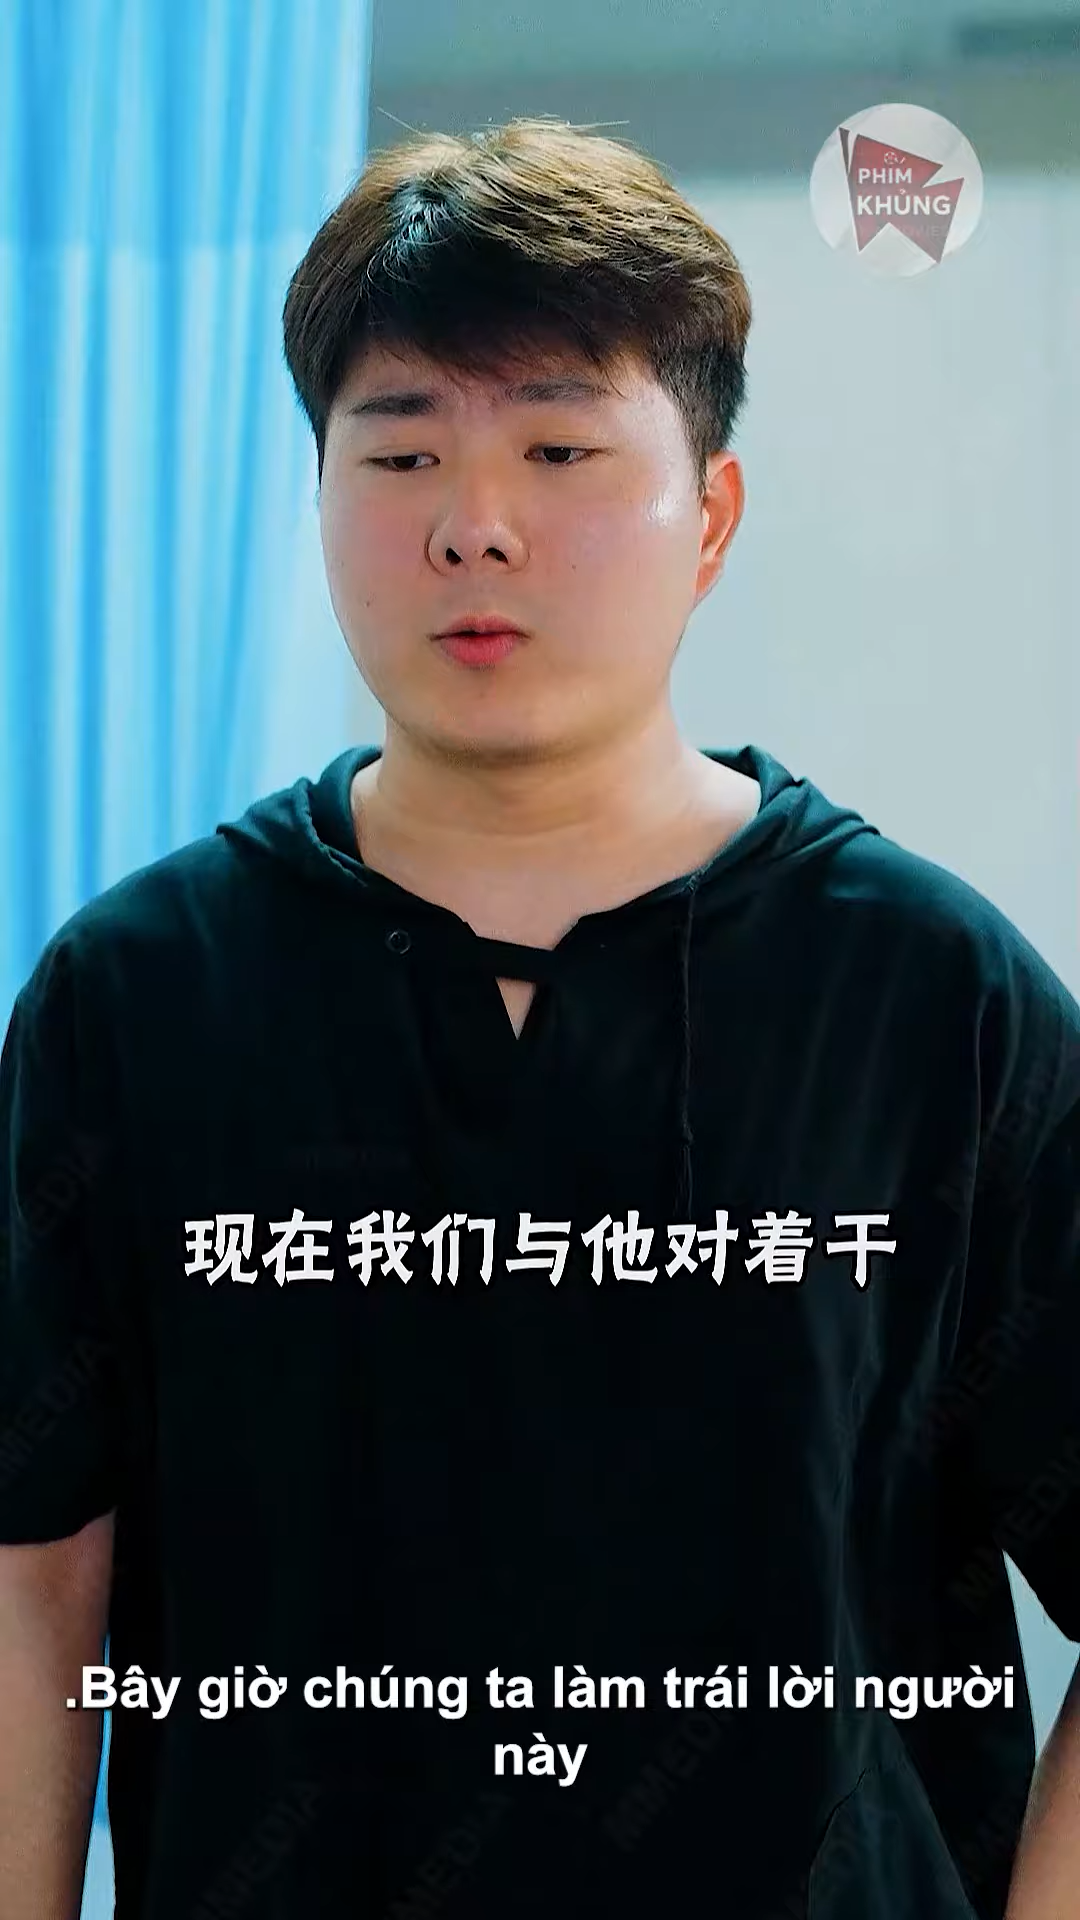 PHIM
KHỦNG
现在我们与他对着干
.Bây giờ chúng ta làm trái lời người
này
MMEDIA